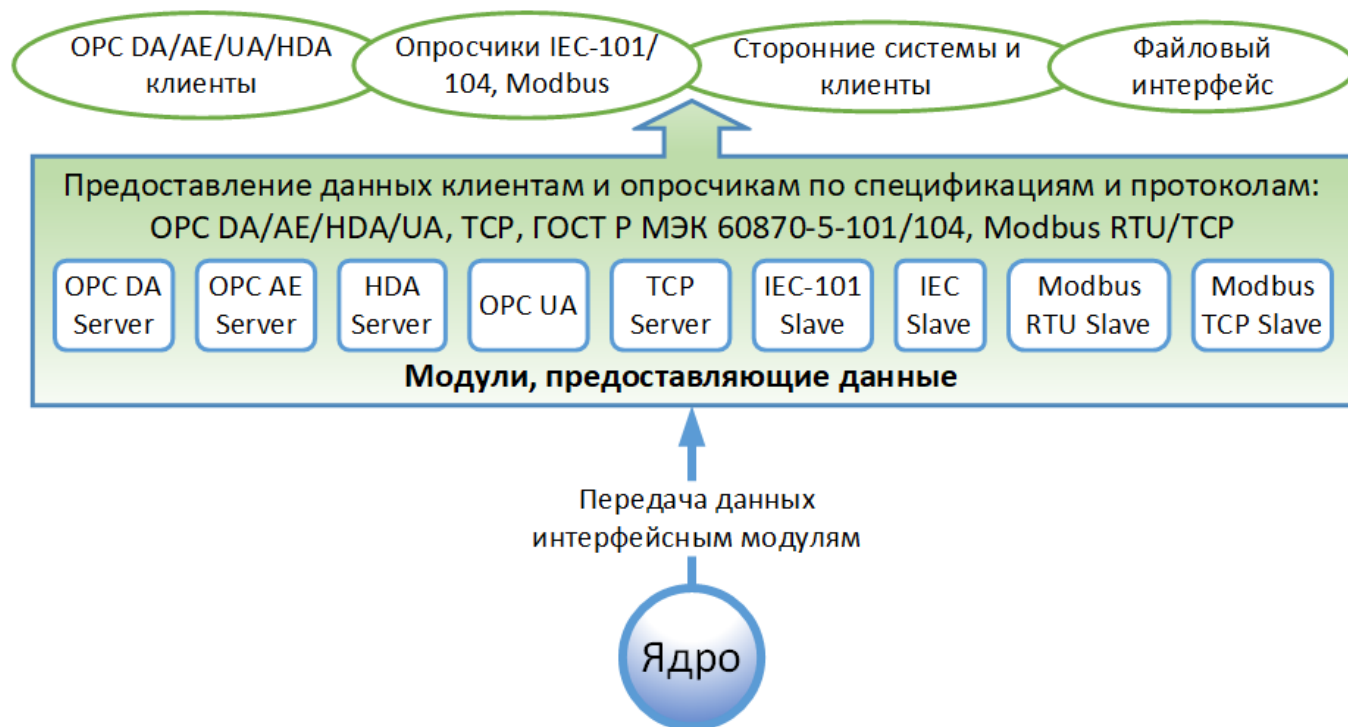 OPC DA/AE/UA/HDA
клиенты
Опросчики IEC-101/
104, Modbus
Сторонние системы и
клиенты
Файловый
интерфейс
Предоставление данных клиентам и опросчикам по спецификациям и протоколам:
OPC DA/AE/HDA/UA, TCP, ГОСТ Р МЭК 60870-5-101/104, Modbus RTU/TCP
OPC DA
Server
OPC AE
Server
HDA
Server
OPC UA
TCP
Server
IEC-101
Slave
IEC
Slave
Modbus
RTU Slave
Modbus
TCP Slave
Модули, предоставляющие данные
Передача данных
интерфейсным модулям
Ядро